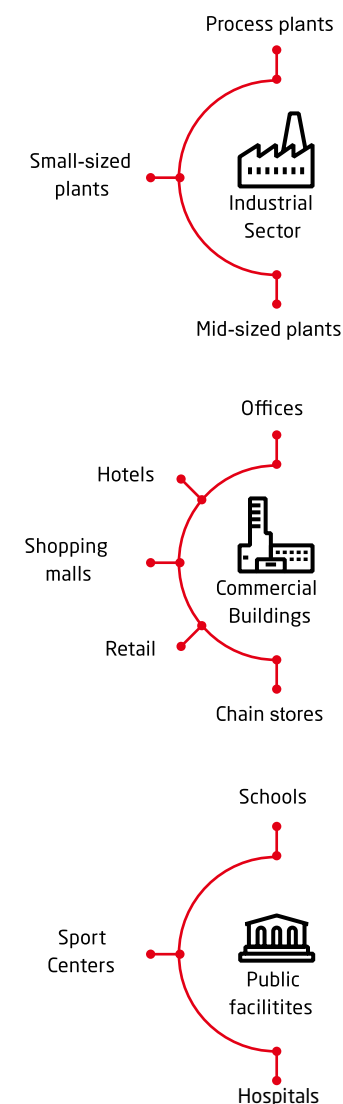 Process plants
Small-sized
plants
Industrial
Sector
Mid-sized plants
Offices
Hotels
Shopping
malls
Commercial
Buildings
Retail
Chain stores
Schools
Sport
Centers
Public
facilitites
Hospitals